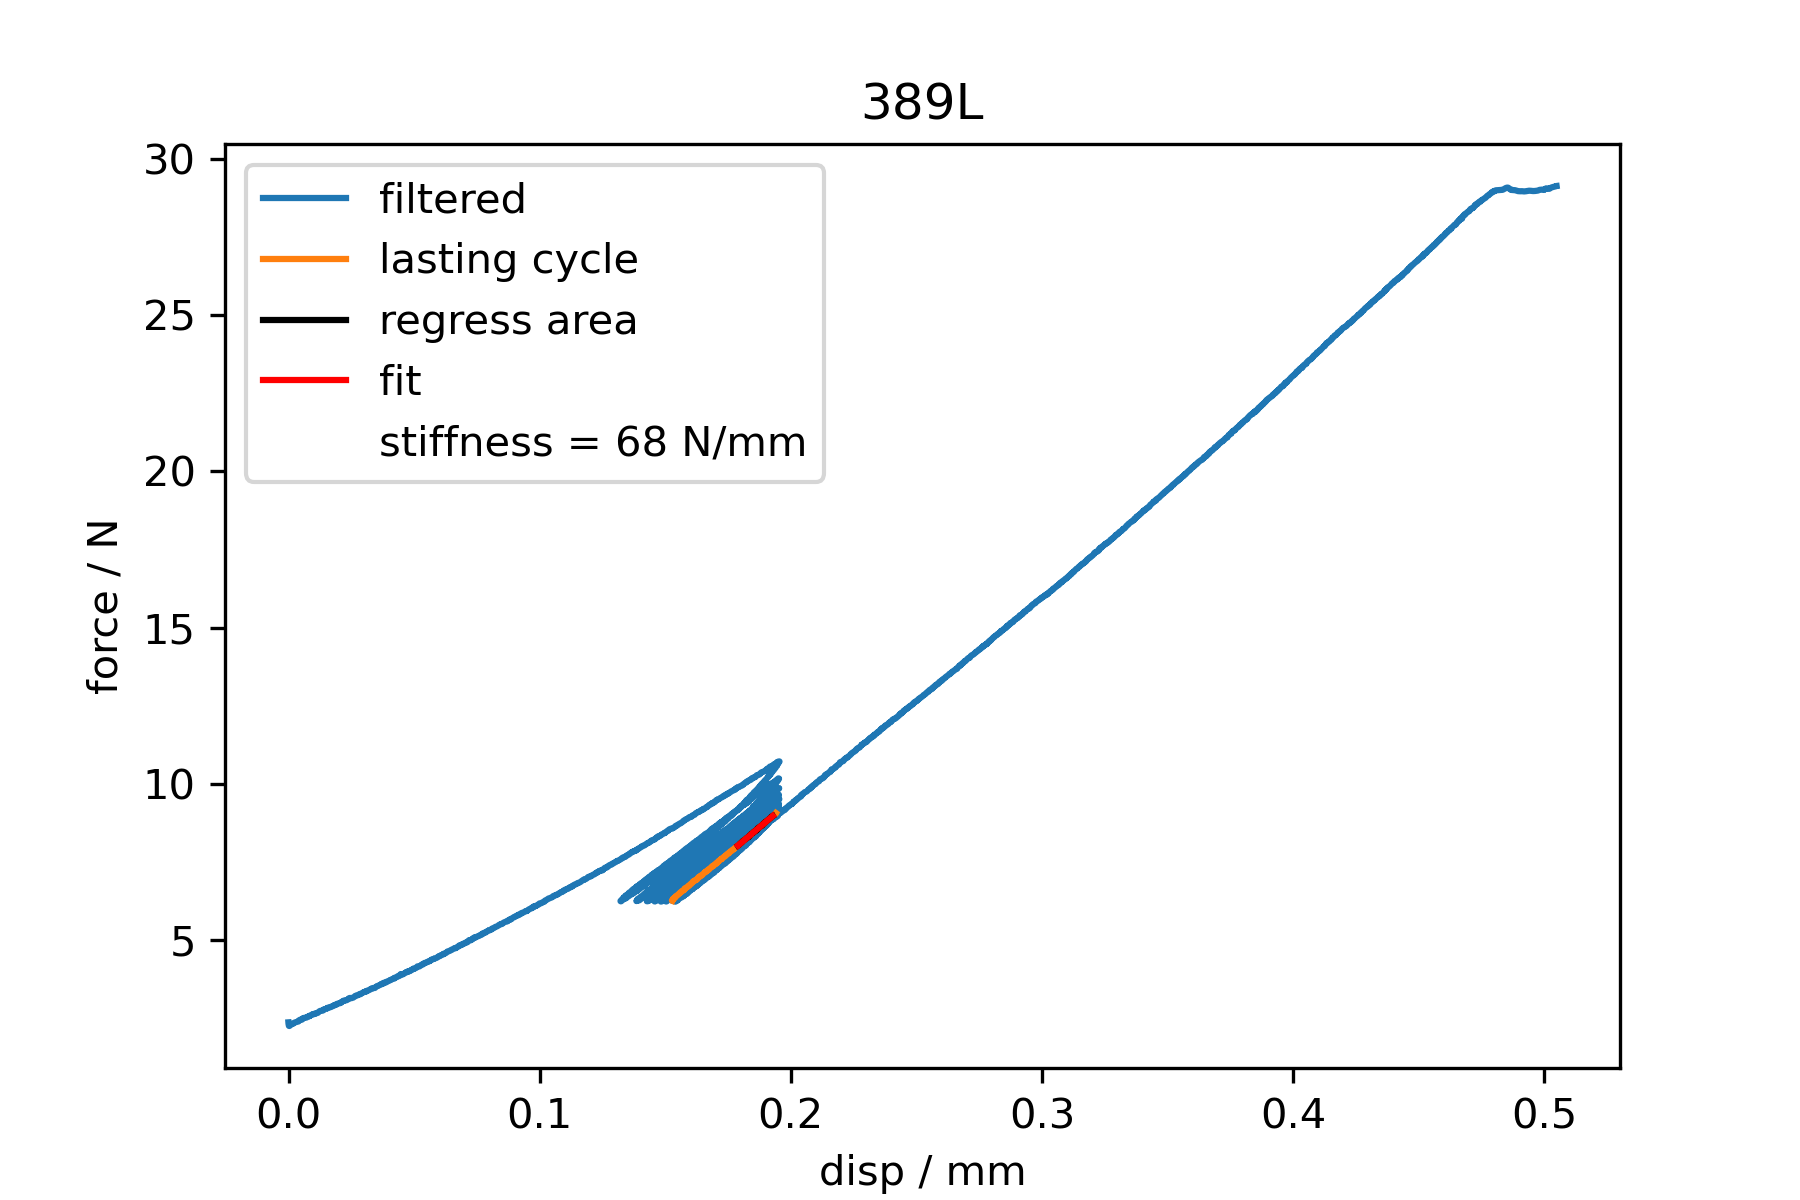 389L
30
25
20
15
10
5
force / N
filtered
lasting cycle
regress area
fit
stiffness = 68 N/mm
0.0 0.1 0.2 0.3 0.4 0.5
disp / mm